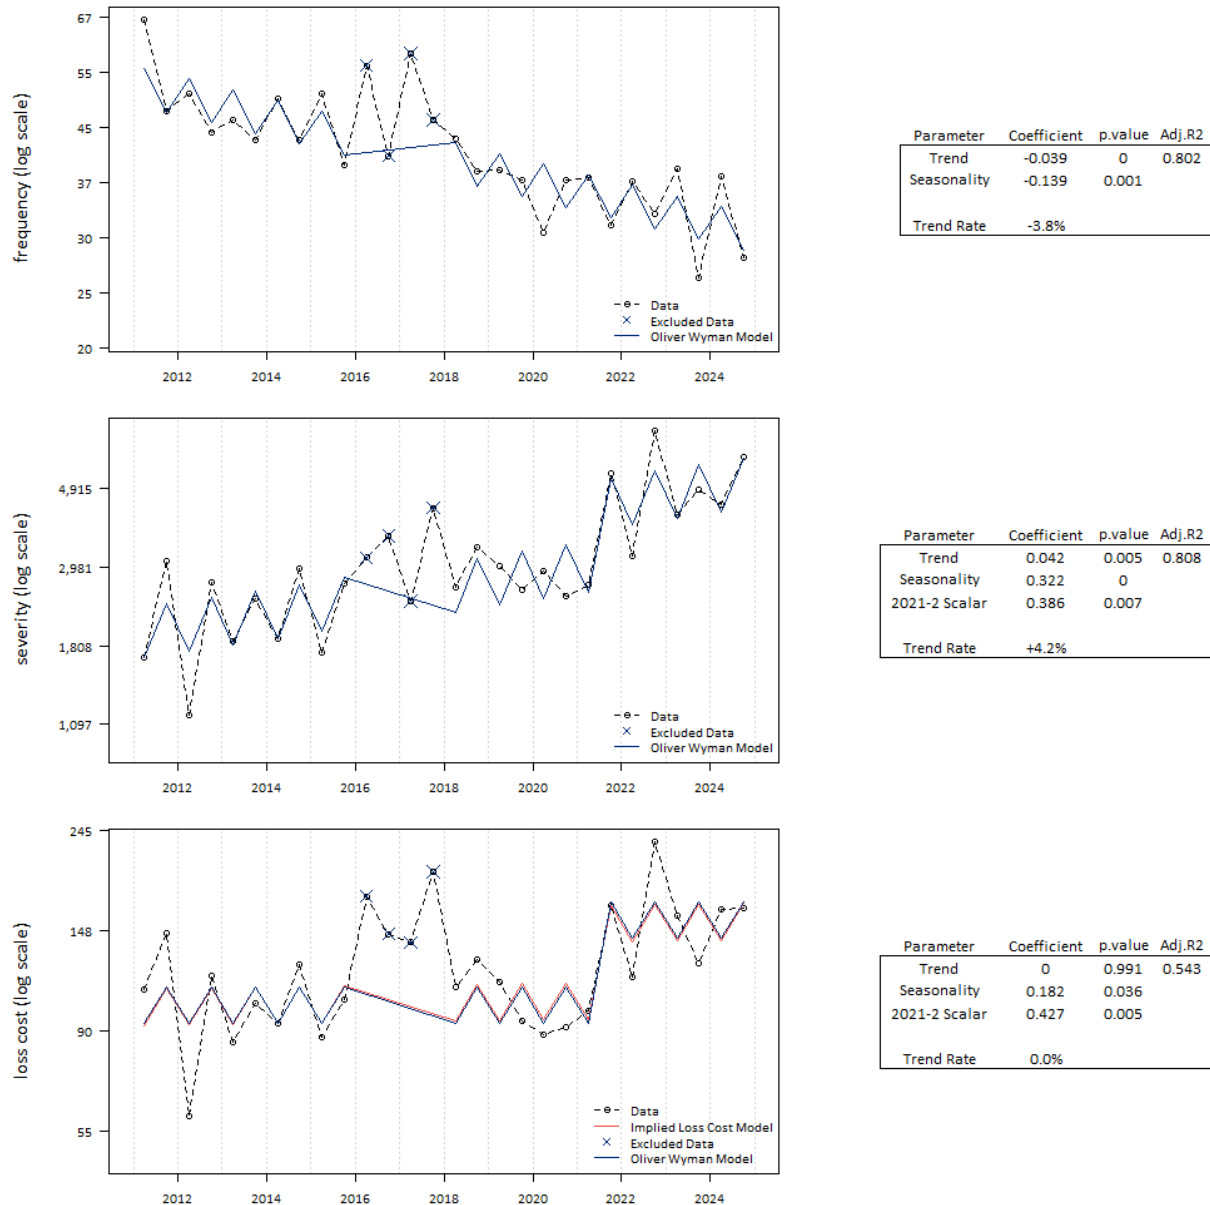 frequency (log scale)
67
55
45
37
30
25
20
2012 2014 2016 2018 2020 2022 2024
Data
Excluded Data
Oliver Wyman Model
Parameter Coefficient p.value Adj.R2
Trend -0.039 0 0.802
Seasonality -0.139 0.001
Trend Rate -3.8%
severity (log scale)
4,915
2,981
1,808
1,097
2012 2014 2016 2018 2020 2022 2024
Data
Excluded Data
Oliver Wyman Model
Parameter Coefficient p.value Adj.R2
Trend 0.042 0.005 0.808
Seasonality 0.322 0
2021-2 Scalar 0.386 0.007
Trend Rate +4.2%
loss cost (log scale)
245
148
90
55
2012 2014 2016 2018 2020 2022 2024
Data
Implied Loss Cost Model
Excluded Data
Oliver Wyman Model
Parameter Coefficient p.value Adj.R2
Trend 0 0.991 0.543
Seasonality 0.182 0.036
2021-2 Scalar 0.427 0.005
Trend Rate 0.0%